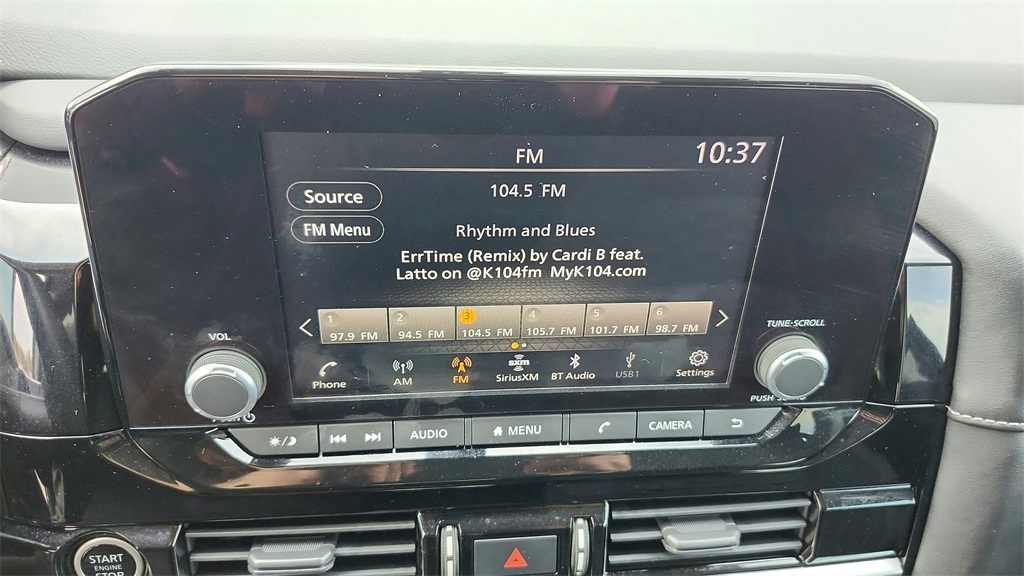 FM
10:37
104.5 FM
Source
FM Menu
Rhythm and Blues
ErrTime (Remix) by Cardi B feat.
Latto on @K104fm MyK104.com
1 2 3 4 5 6
97.9 FM 94.5 FM 104.5 FM 105.7 FM 101.7 FM 98.7 FM
Phone AM FM SiriusXM BT Audio USB1 Settings
sxm
VOL
TUNE·SCROLL
PUSH
AUDIO MENU CAMERA
START
ENGINE
STOP